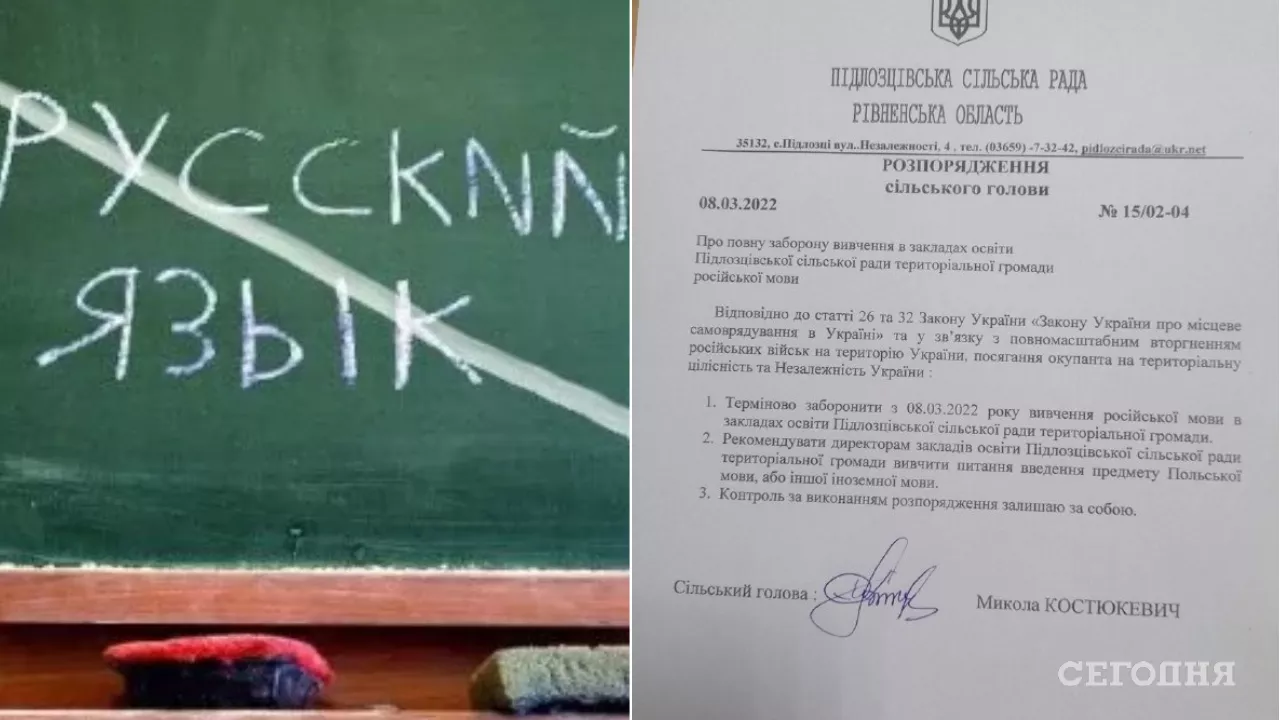 РУССКИЙ
ЯЗЫК
ПІДЛОЗЦІВСЬКА СІЛЬСЬКА РАДА
РІВНЕНСЬКА ОБЛАСТЬ
35132, с.Підлозці вул..Незалежності, 4 , тел. (03659) -7-32-42, pidlozcirada@ukr.net
РОЗПОРЯДЖЕННЯ
сільського голови
08.03.2022
№ 15/02-04
Про повну заборону вивчення в закладах освіти
Підлозцівської сільської ради територіальної громади
російської мови
Відповідно до статті 26 та 32 Закону України «Закону України про місцеве
самоврядування в Україні» та у зв’язку з повномасштабним вторгненням
російських військ на територію України, посягання окупанта на територіальну
цілісність та Незалежність України :
1. Терміново заборонити з 08.03.2022 року вивчення російської мови в
закладах освіти Підлозцівської сільської ради територіальної громади.
2. Рекомендувати директорам закладів освіти Підлозцівської сільської ради
територіальної громади вивчити питання введення предмету Польської
мови, або іншої іноземної мови.
3. Контроль за виконанням розпорядження залишаю за собою.
Сільський голова :
Микола КОСТЮКЕВИЧ
СЕГОДНЯ